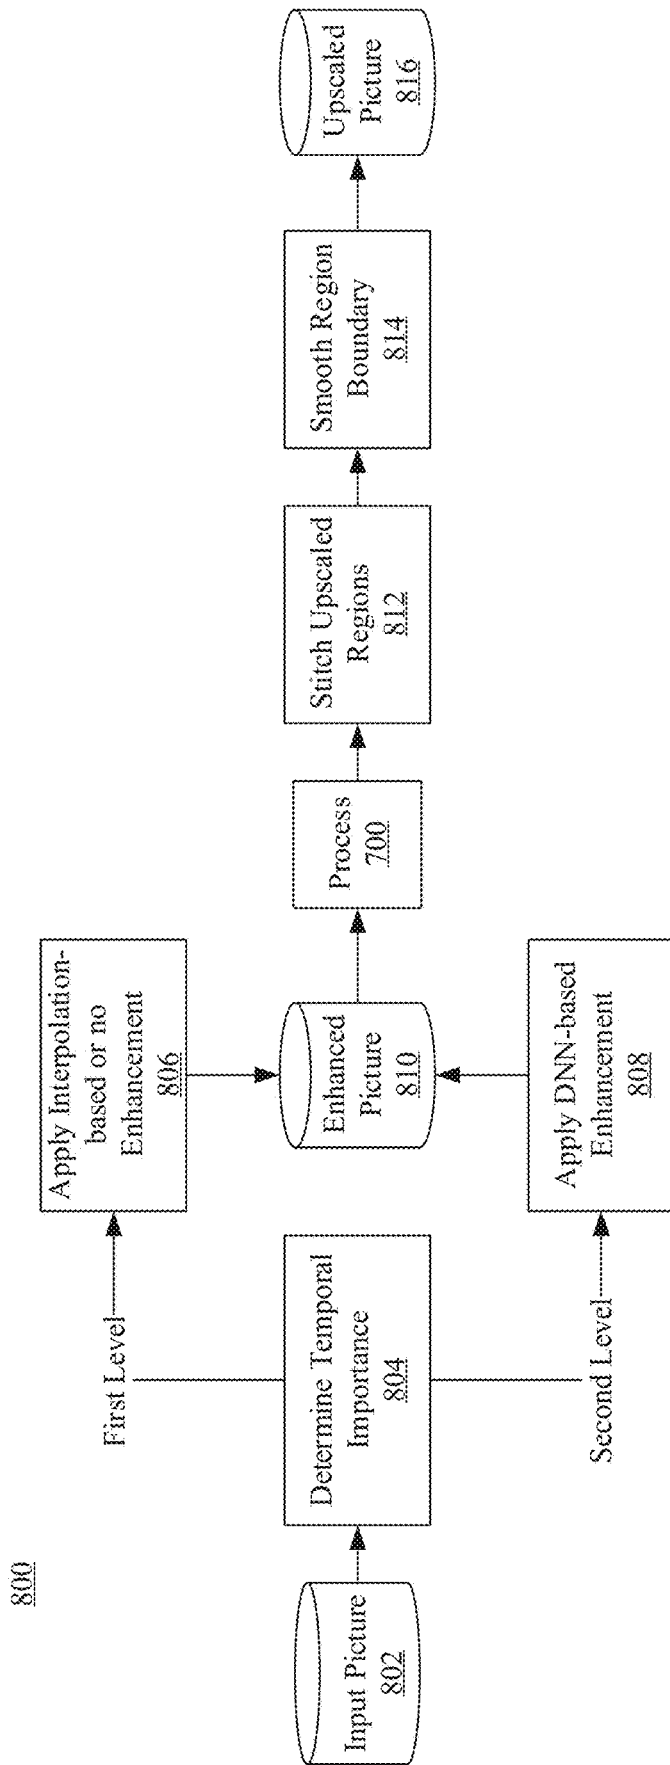 800
Input Picture
802
Determine Temporal
Importance
804
First Level
Second Level
Apply Interpolation-
based or no
Enhancement
806
Apply DNN-based
Enhancement
808
Enhanced
Picture
810
Process
700
Stitch Upscaled
Regions
812
Smooth Region
Boundary
814
Upscaled
Picture
816